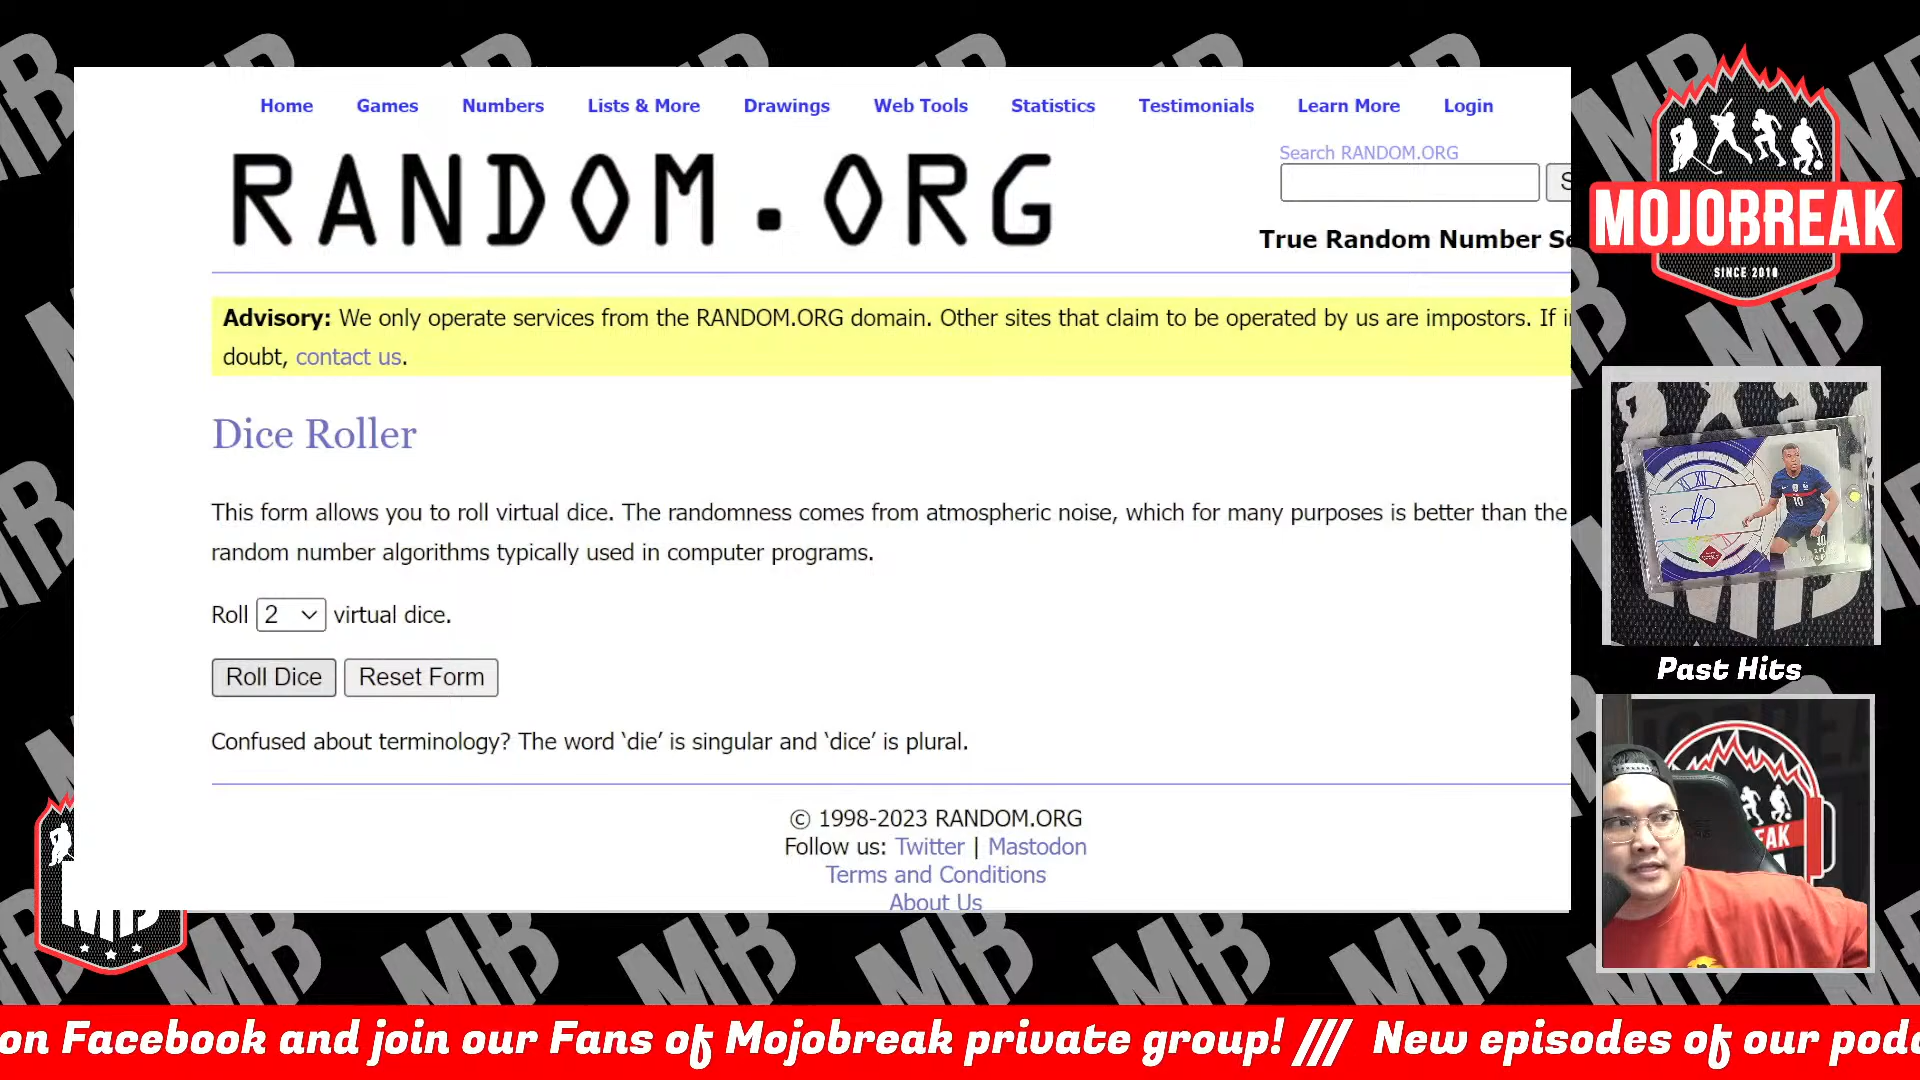 Home Games Numbers Lists & More Drawings Web Tools Statistics Testimonials Learn More Login
RANDOM.ORG
Search RANDOM.ORG
S
True Random Number Se
Advisory: We only operate services from the RANDOM.ORG domain. Other sites that claim to be operated by us are impostors. If in
doubt, contact us.
Dice Roller
This form allows you to roll virtual dice. The randomness comes from atmospheric noise, which for many purposes is better than the
random number algorithms typically used in computer programs.
Roll 2 virtual dice.
Roll Dice Reset Form
Confused about terminology? The word ‘die’ is singular and ‘dice’ is plural.
© 1998-2023 RANDOM.ORG
Follow us: Twitter | Mastodon
Terms and Conditions
About Us
MOJOBREAK
SINCE 2010
Past Hits
MB
on Facebook and join our Fans of Mojobreak private group! /// New episodes of our podc